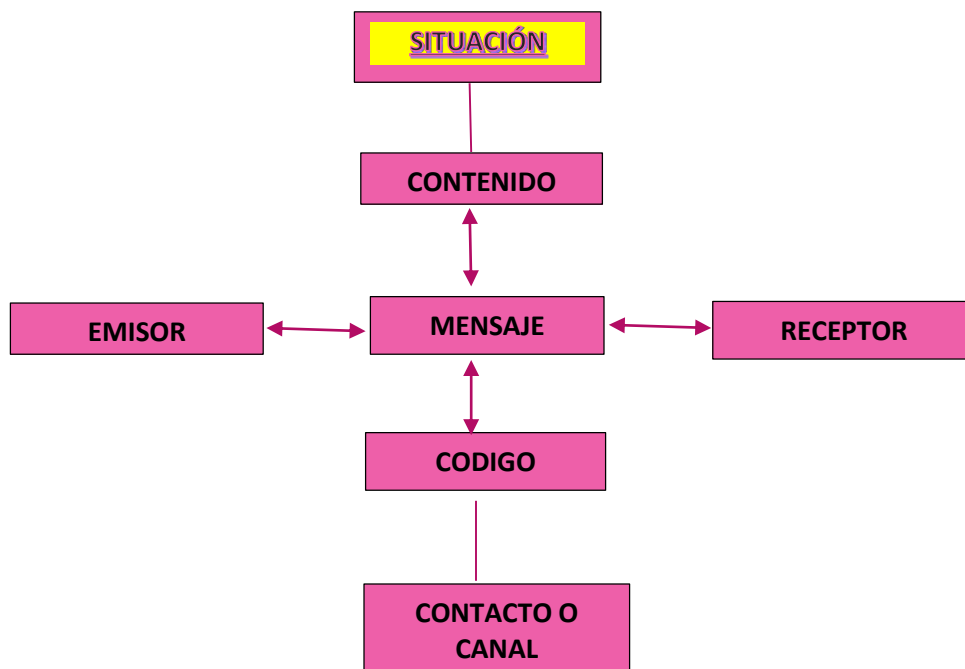 SITUACIÓN
CONTENIDO
EMISOR
MENSAJE
RECEPTOR
CODIGO
CONTACTO O
CANAL